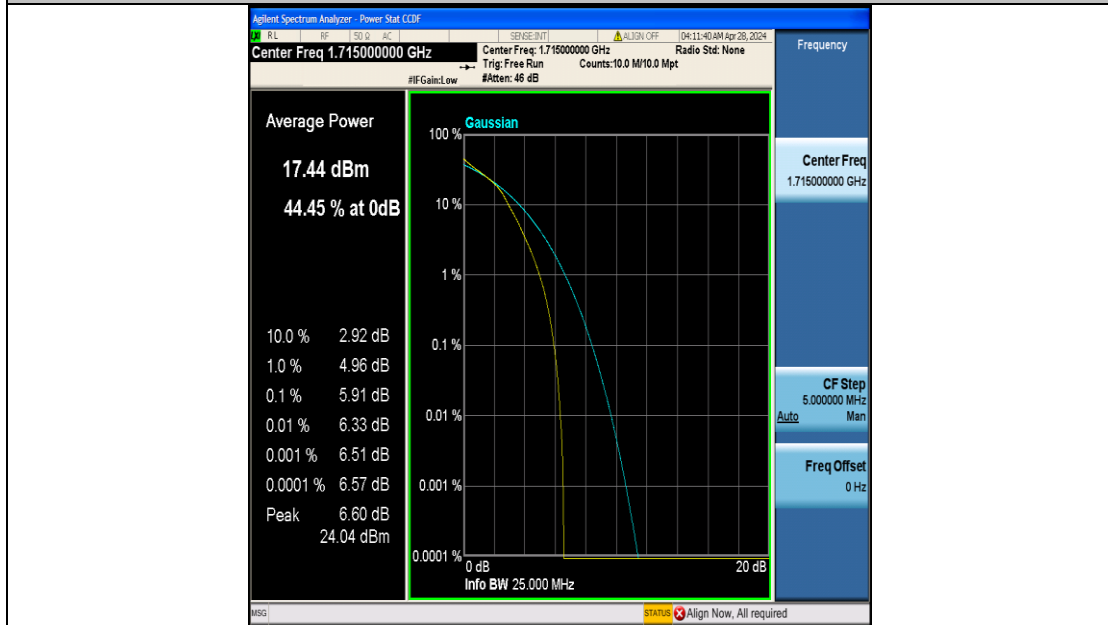 Agilent Spectrum Analyzer - Power Stat CCDF
RL RF 50 Ω AC SENSE:INT ALIGN OFF 04:11:40 AM Apr 28, 2024
Center Freq 1.715000000 GHz
Center Freq: 1.715000000 GHz Radio Std: None
Trig: Free Run Counts:10.0 M/10.0 Mpt
#IFGain:Low #Atten: 46 dB
Frequency
Average Power
17.44 dBm
44.45 % at 0dB
10.0 % 2.92 dB
1.0 % 4.96 dB
0.1 % 5.91 dB
0.01 % 6.33 dB
0.001 % 6.51 dB
0.0001 % 6.57 dB
Peak 6.60 dB
24.04 dBm
Gaussian
100 %
10 %
1 %
0.1 %
0.01 %
0.001 %
0.0001 %
0 dB 20 dB
Info BW 25.000 MHz
Center Freq
1.715000000 GHz
CF Step
5.000000 MHz
Auto Man
Freq Offset
0 Hz
MSG STATUS Align Now, All required